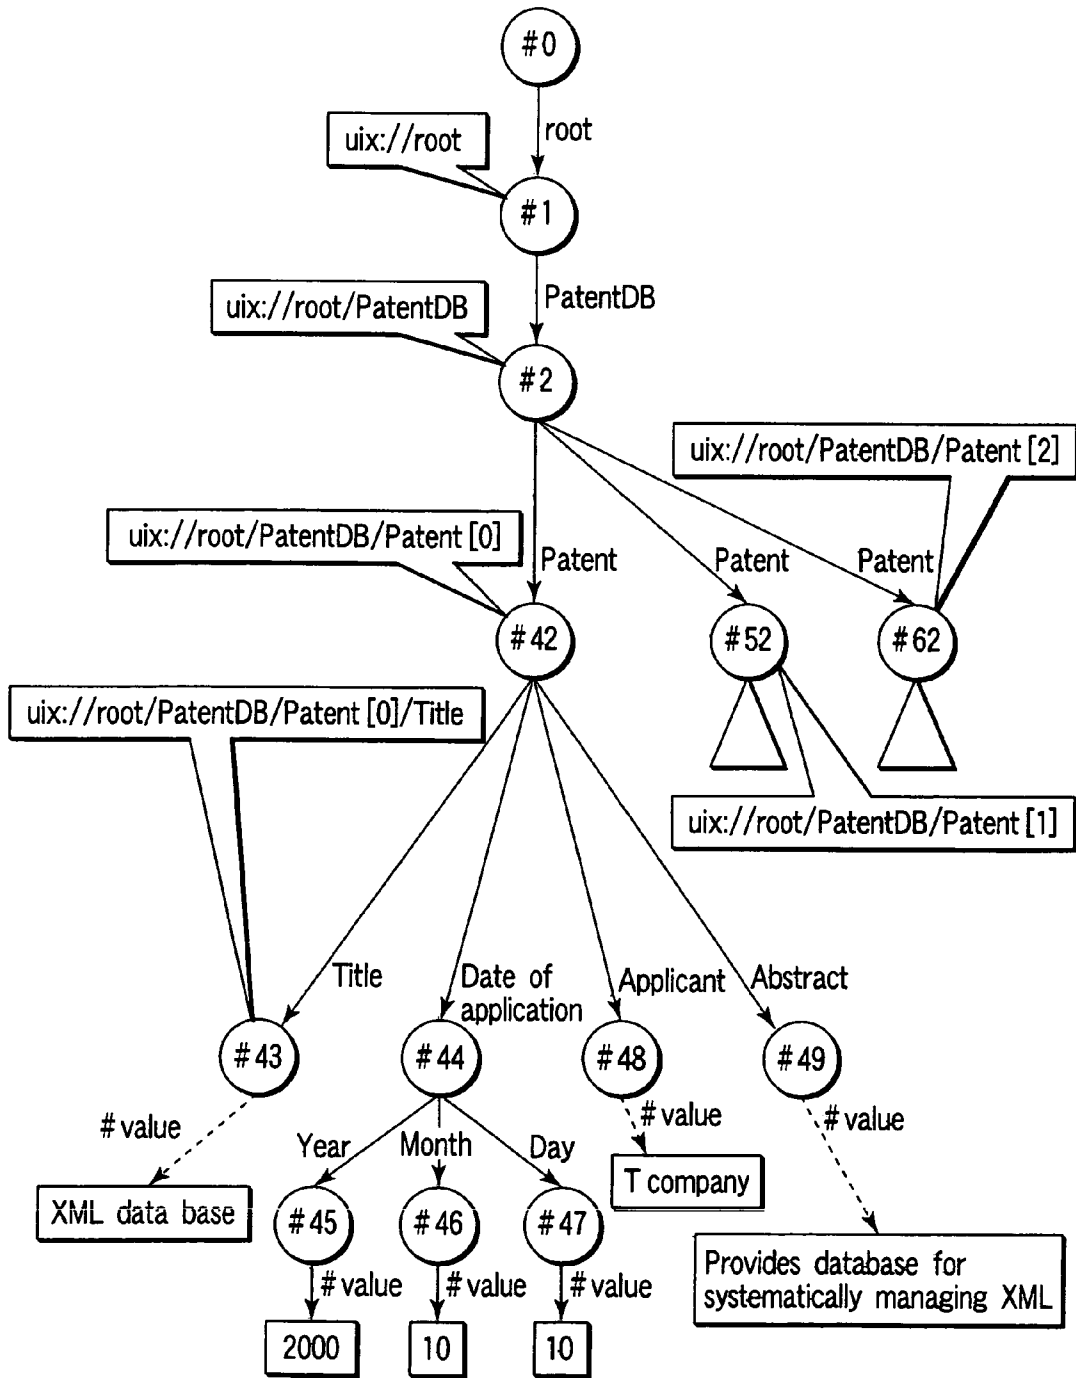 #0
root
uix://root
#1
PatentDB
uix://root/PatentDB
#2
uix://root/PatentDB/Patent[2]
uix://root/PatentDB/Patent[0]
Patent
Patent
Patent
#42
#52
#62
uix://root/PatentDB/Patent[0]/Title
uix://root/PatentDB/Patent[1]
Title
Date of
application
Applicant
Abstract
#43
#44
#48
#49
#value
#value
#value
Year
Month
Day
XML data base
T company
#45
#46
#47
Provides database for
systematically managing XML
#value
#value
#value
2000
10
10